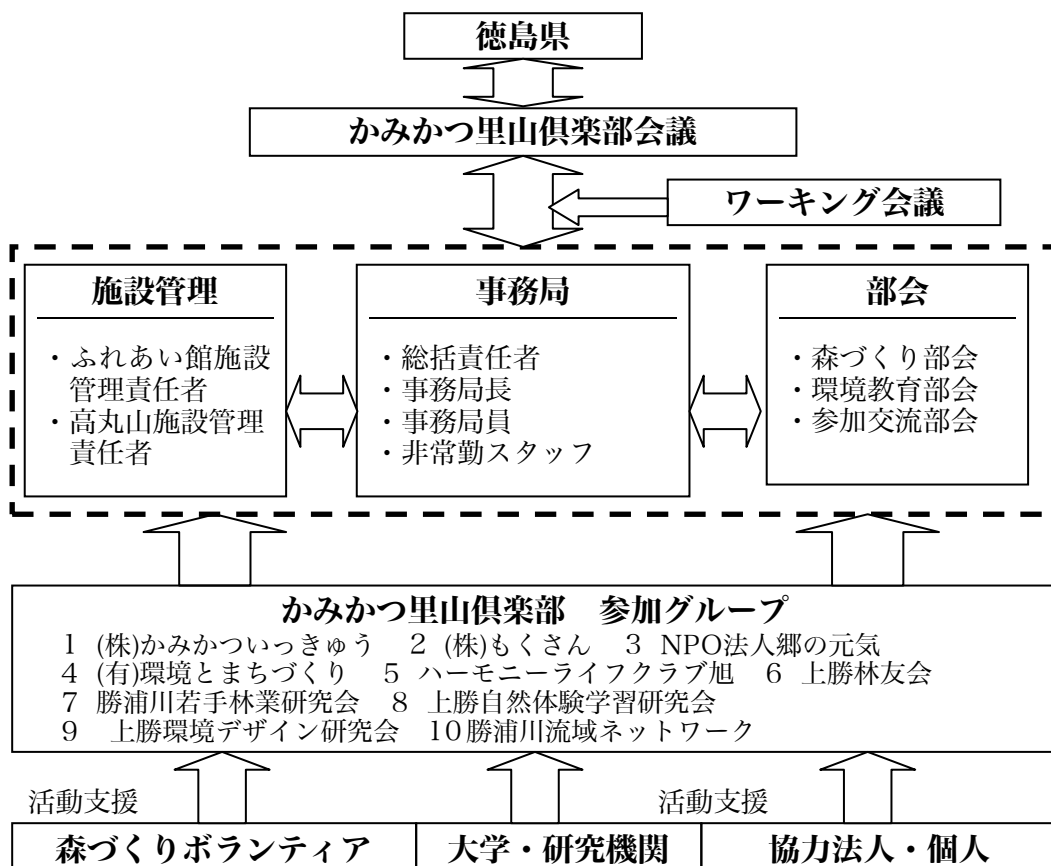 徳島県
かみかつ里山倶楽部会議
ワーキング会議
施設管理
・ふれあい館施設
管理責任者
・高丸山施設管理
責任者
事務局
・総括責任者
・事務局長
・事務局員
・非常勤スタッフ
部会
・森づくり部会
・環境教育部会
・参加交流部会
かみかつ里山倶楽部　参加グループ
1 (株)かみかついっきゅう　2 (株)もくさん　3 NPO法人郷の元気
4 (有)環境とまちづくり　5 ハーモニーライフクラブ旭　6 上勝林友会
7 勝浦川若手林業研究会　8 上勝自然体験学習研究会
9　上勝環境デザイン研究会　10勝浦川流域ネットワーク
活動支援
活動支援
森づくりボランティア
大学・研究機関
協力法人・個人